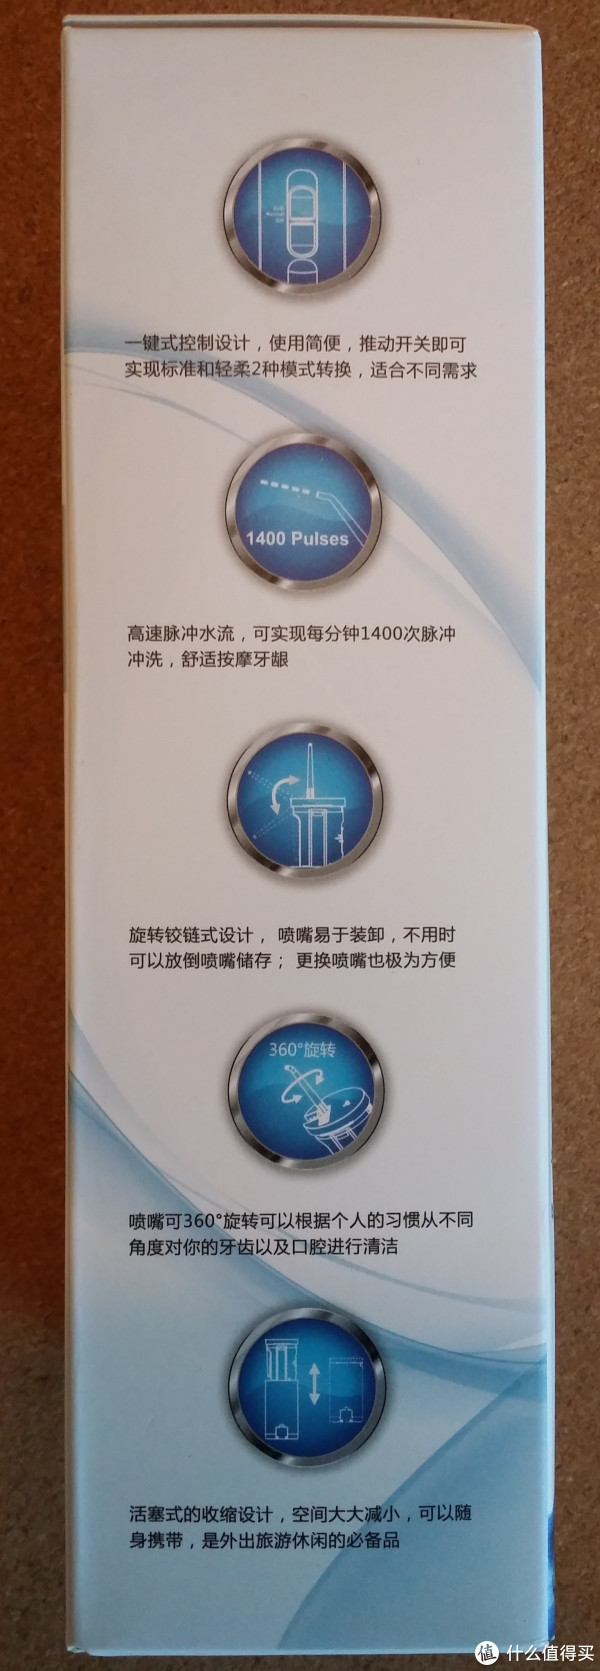 Soft
Normal
Off
一键式控制设计，使用简便，推动开关即可
实现标准和轻柔2种模式转换，适合不同需求
1400 Pulses
高速脉冲水流，可实现每分钟1400次脉冲
冲洗，舒适按摩牙龈
旋转铰链式设计， 喷嘴易于装卸，不用时
可以放倒喷嘴储存； 更换喷嘴也极为方便
360°旋转
喷嘴可360°旋转可以根据个人的习惯从不同
角度对你的牙齿以及口腔进行清洁
活塞式的收缩设计，空间大大减小，可以随
身携带，是外出旅游休闲的必备品
值 什么值得买